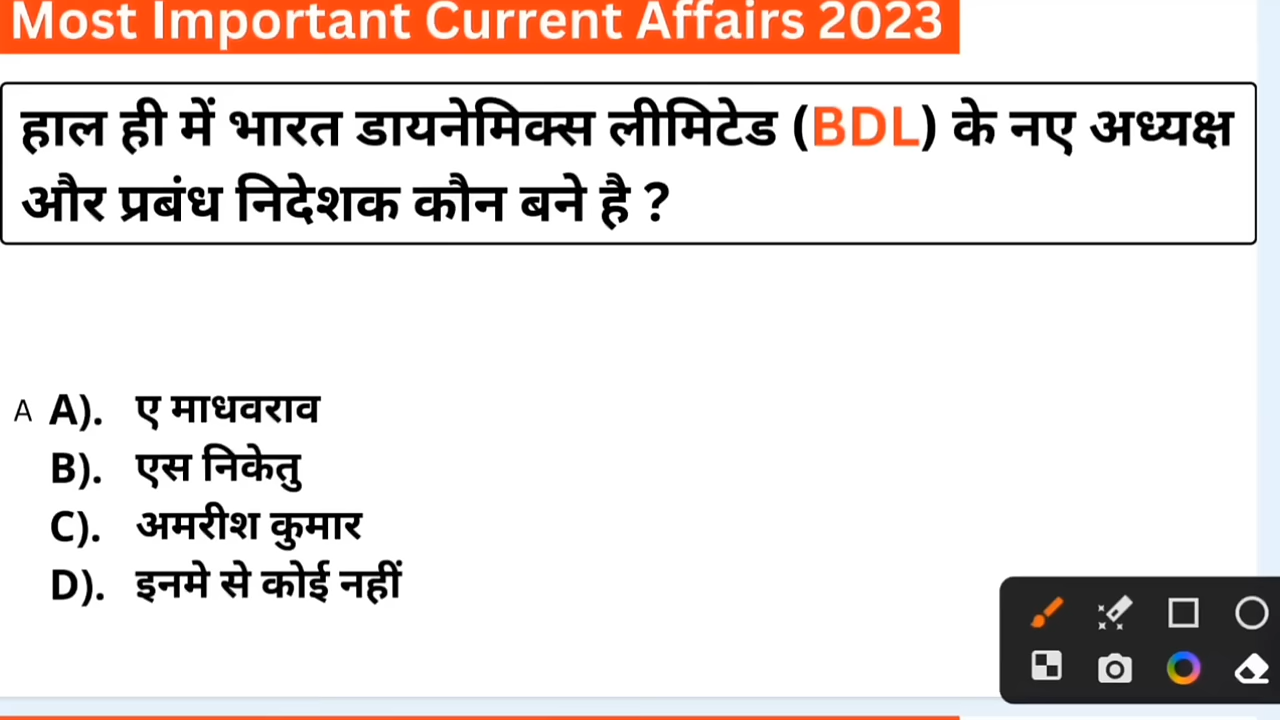 Most Important Current Affairs 2023
हाल ही में भारत डायनेमिक्स लीमिटेड (BDL) के नए अध्यक्ष
और प्रबंध निदेशक कौन बने है ?
A A). ए माधवराव
B). एस निकेतु
C). अमरीश कुमार
D). इनमे से कोई नहीं